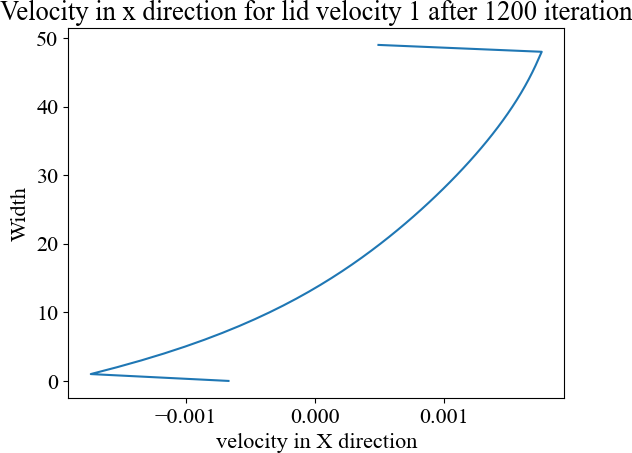 Velocity in x direction for lid velocity 1 after 1200 iteration
50
40
30
20
10
0
Width
−0.001 0.000 0.001
velocity in X direction